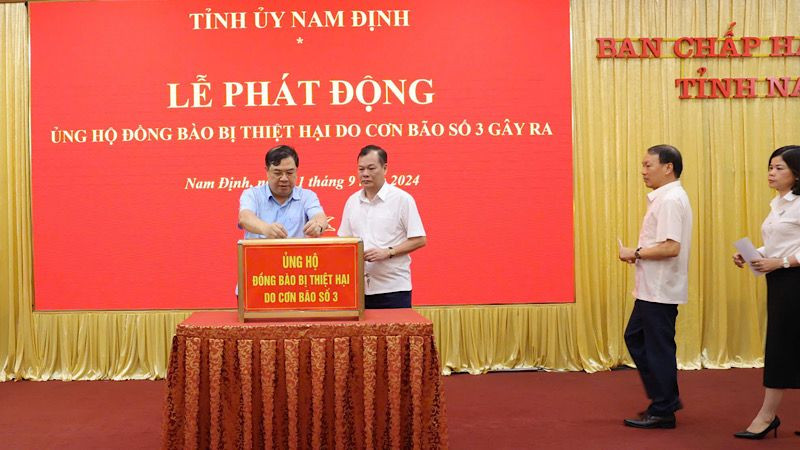 TỈNH ỦY NAM ĐỊNH
*
LỄ PHÁT ĐỘNG
ỦNG HỘ ĐỒNG BÀO BỊ THIỆT HẠI DO CƠN BÃO SỐ 3 GÂY RA
Nam Định, 1 tháng 9 2024
BAN CHẤP HÀ
TỈNH NA
ỦNG HỘ
ĐỒNG BÀO BỊ THIỆT HẠI
DO CƠN BÃO SỐ 3